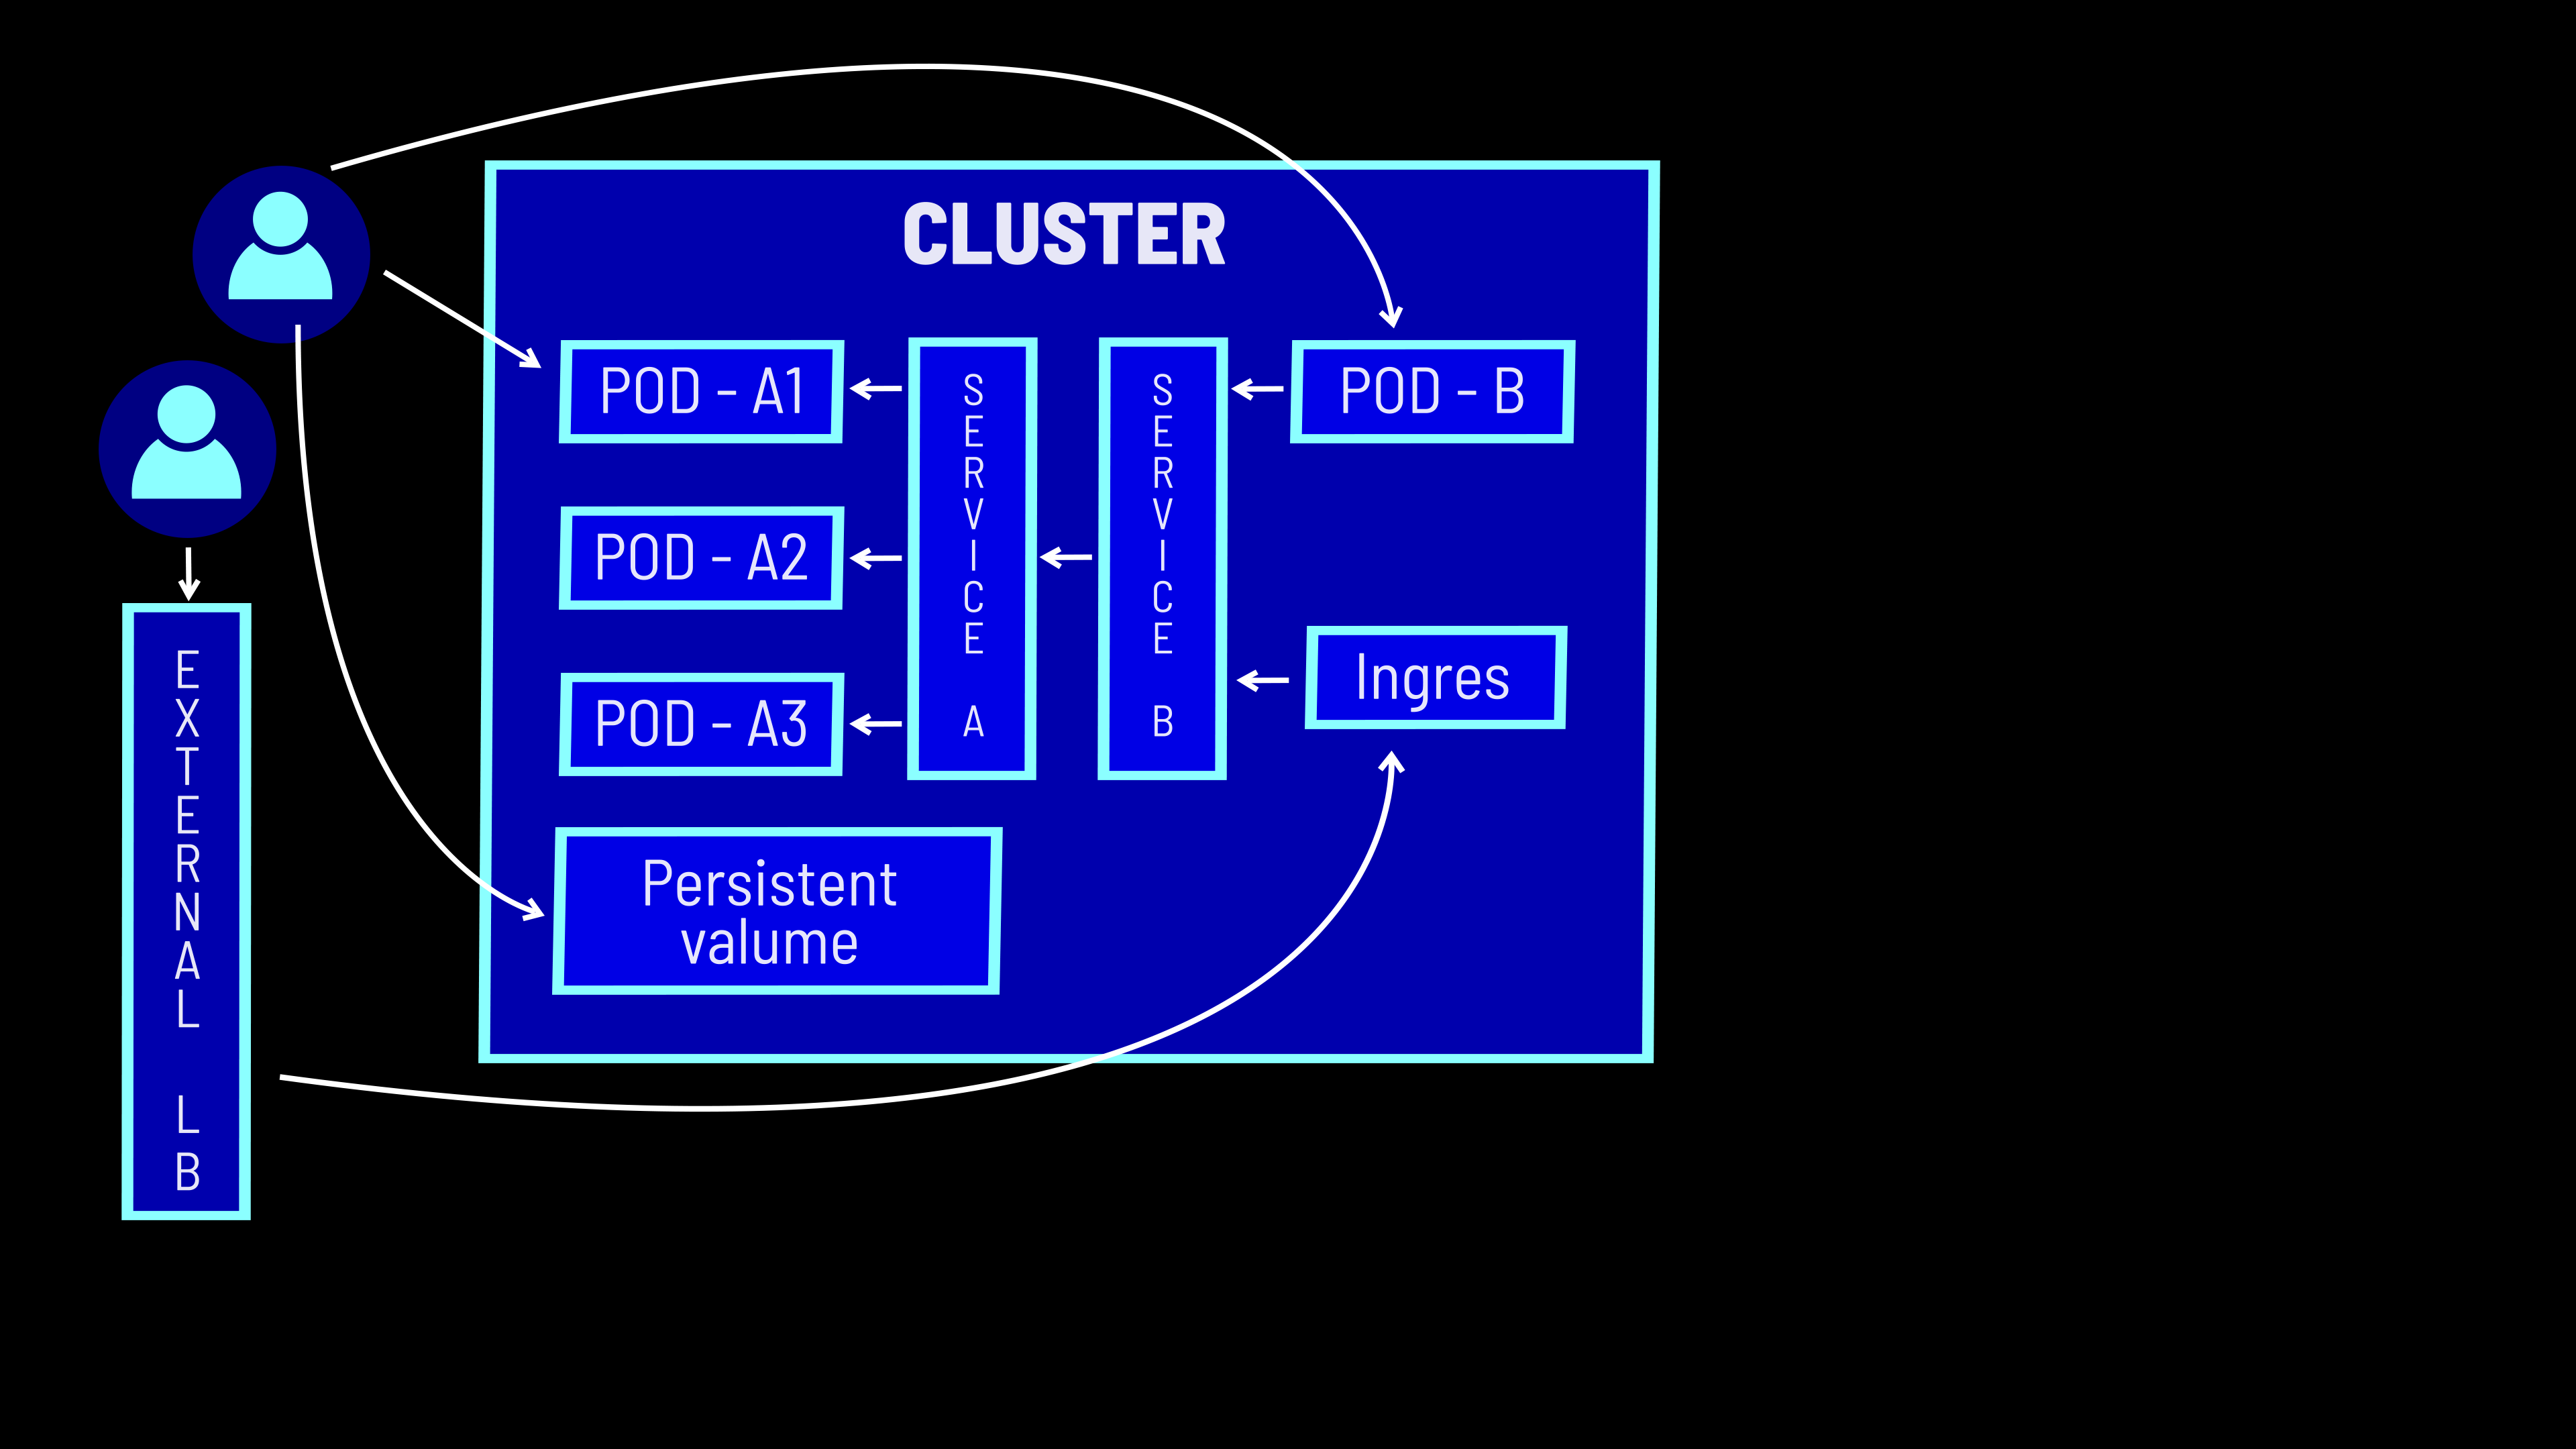 CLUSTER
POD - A1
POD - A2
POD - A3
SERVICE A
SERVICE B
POD - B
Ingres
Persistent
valume
EXTERNAL LB